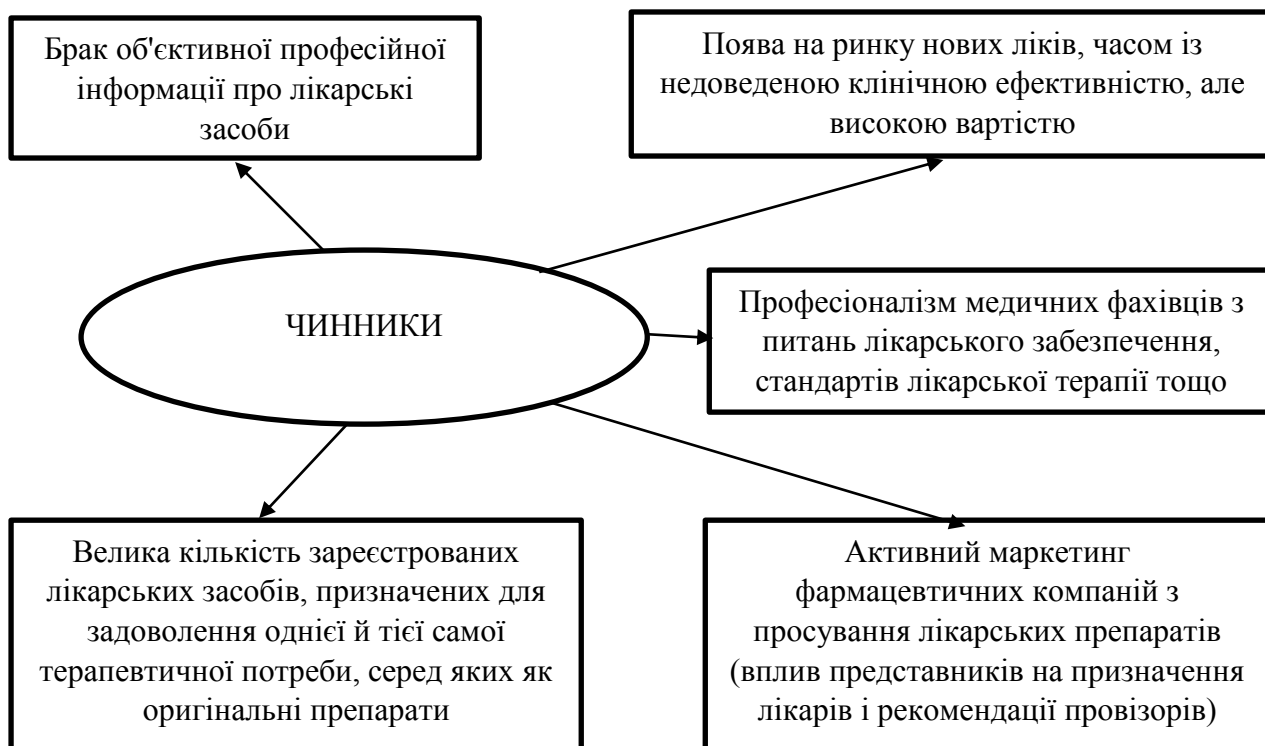 Брак об'єктивної професійної
інформації про лікарські
засоби
Поява на ринку нових ліків, часом із
недоведеною клінічною ефективністю, але
високою вартістю
ЧИННИКИ
Професіоналізм медичних фахівців з
питань лікарського забезпечення,
стандартів лікарської терапії тощо
Велика кількість зареєстрованих
лікарських засобів, призначених для
задоволення однієї й тієї самої
терапевтичної потреби, серед яких як
оригінальні препарати
Активний маркетинг
фармацевтичних компаній з
просування лікарських препаратів
(вплив представників на призначення
лікарів і рекомендації провізорів)